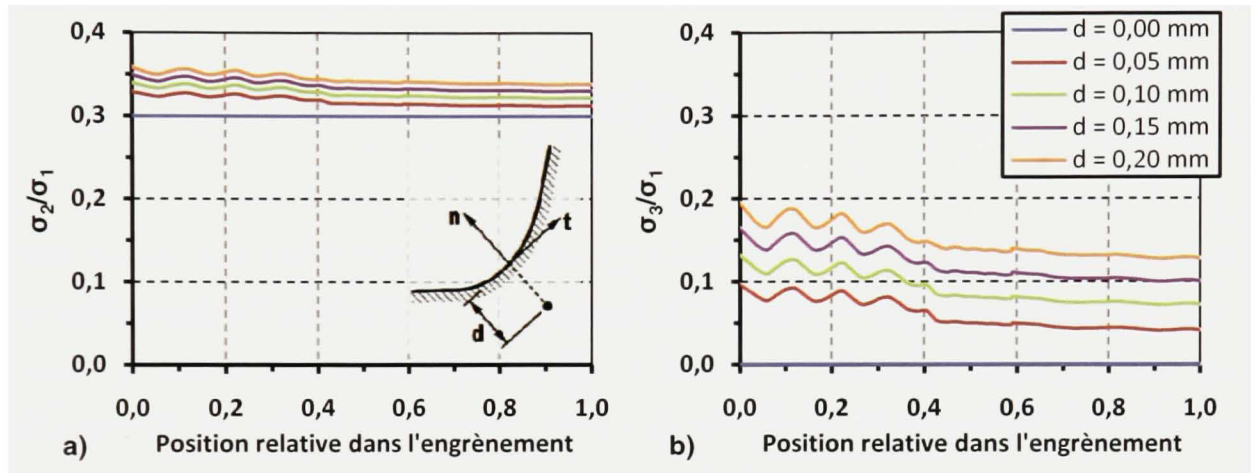 0,4
0,3
0,2
0,1
0,0
σ2/σ1
n
t
d
0,0 0,2 0,4 0,6 0,8 1,0
Position relative dans l'engrènement
a)
0,4
0,3
0,2
0,1
0,0
σ3/σ1
d = 0,00 mm
d = 0,05 mm
d = 0,10 mm
d = 0,15 mm
d = 0,20 mm
0,0 0,2 0,4 0,6 0,8 1,0
Position relative dans l'engrènement
b)